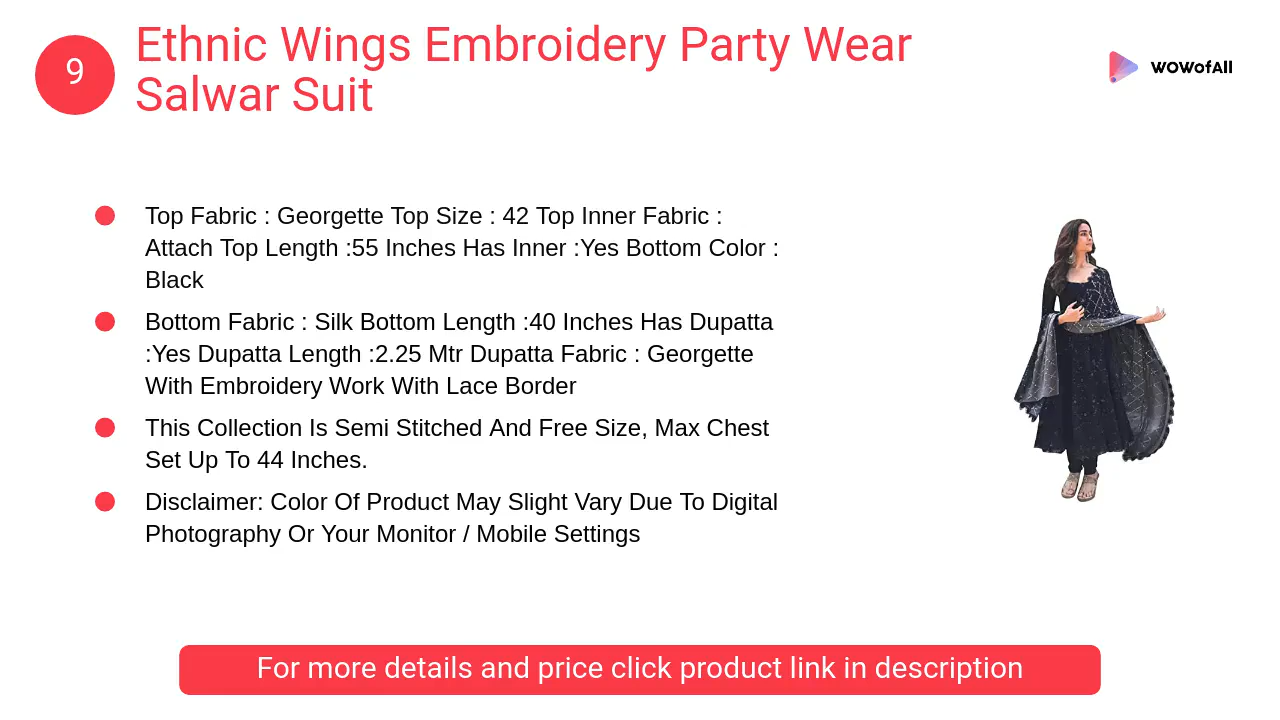 9
Ethnic Wings Embroidery Party Wear
Salwar Suit
WOWofAll
Top Fabric : Georgette Top Size : 42 Top Inner Fabric :
Attach Top Length :55 Inches Has Inner :Yes Bottom Color :
Black
Bottom Fabric : Silk Bottom Length :40 Inches Has Dupatta
:Yes Dupatta Length :2.25 Mtr Dupatta Fabric : Georgette
With Embroidery Work With Lace Border
This Collection Is Semi Stitched And Free Size, Max Chest
Set Up To 44 Inches.
Disclaimer: Color Of Product May Slight Vary Due To Digital
Photography Or Your Monitor / Mobile Settings
For more details and price click product link in description